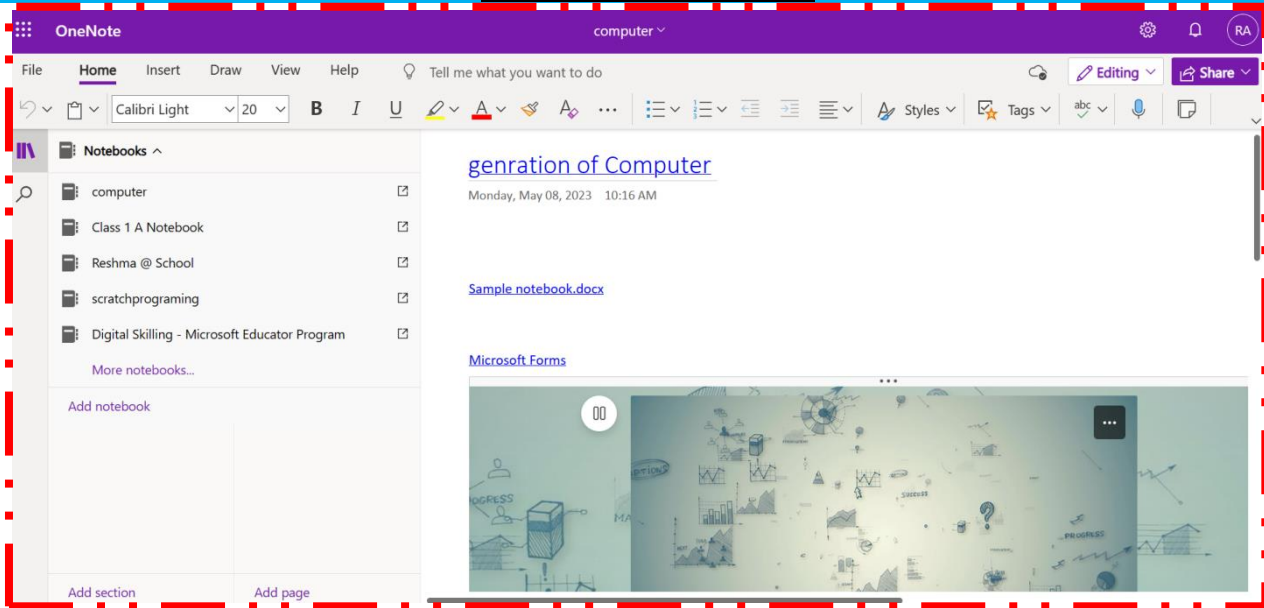 OneNote
computer
RA
File Home Insert Draw View Help Tell me what you want to do Editing Share
Calibri Light 20 B I U A A Styles Tags abc
Notebooks
computer
Class 1 A Notebook
Reshma @ School
scratchprograming
Digital Skilling - Microsoft Educator Program
More notebooks...
Add notebook
Add section Add page
genration of Computer
Monday, May 08, 2023 10:16 AM
Sample notebook.docx
Microsoft Forms
PROGRESS